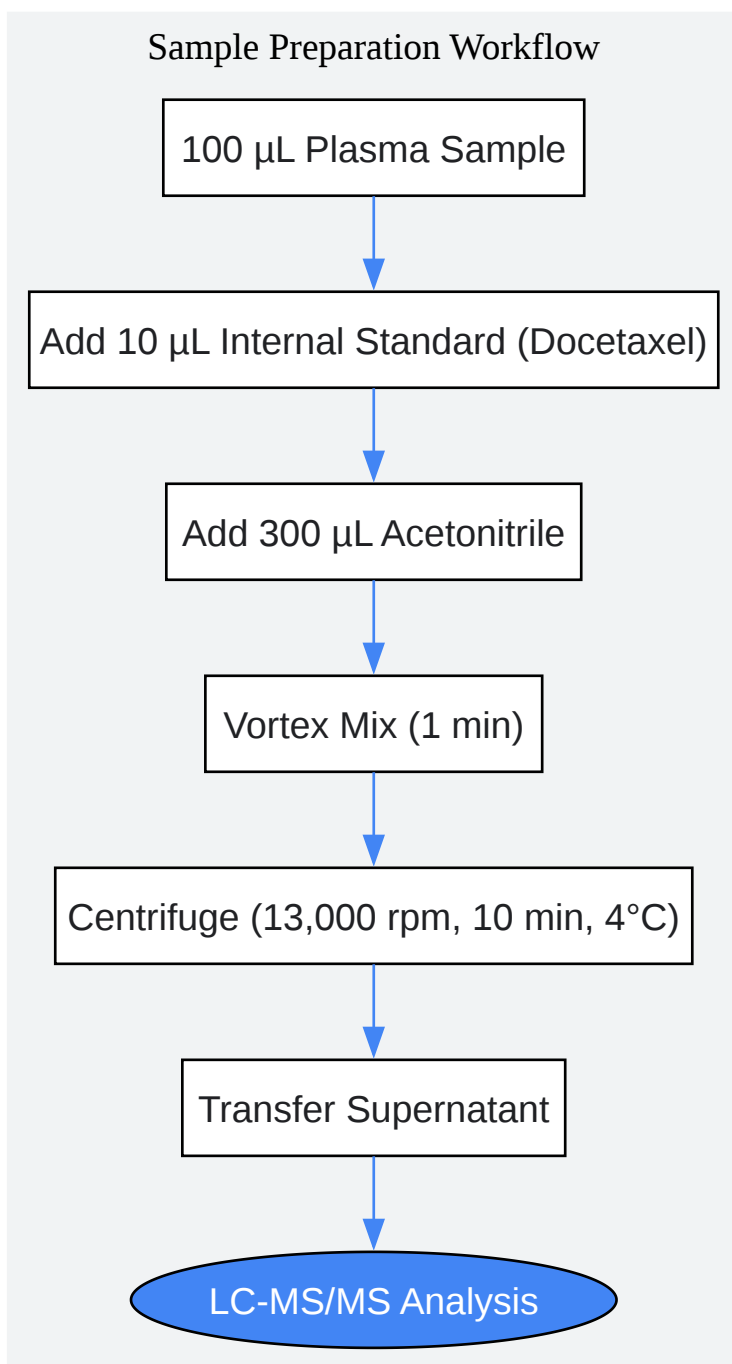 Sample Preparation Workflow
100 µL Plasma Sample
Add 10 µL Internal Standard (Docetaxel)
Add 300 µL Acetonitrile
Vortex Mix (1 min)
Centrifuge (13,000 rpm, 10 min, 4°C)
Transfer Supernatant
LC-MS/MS Analysis